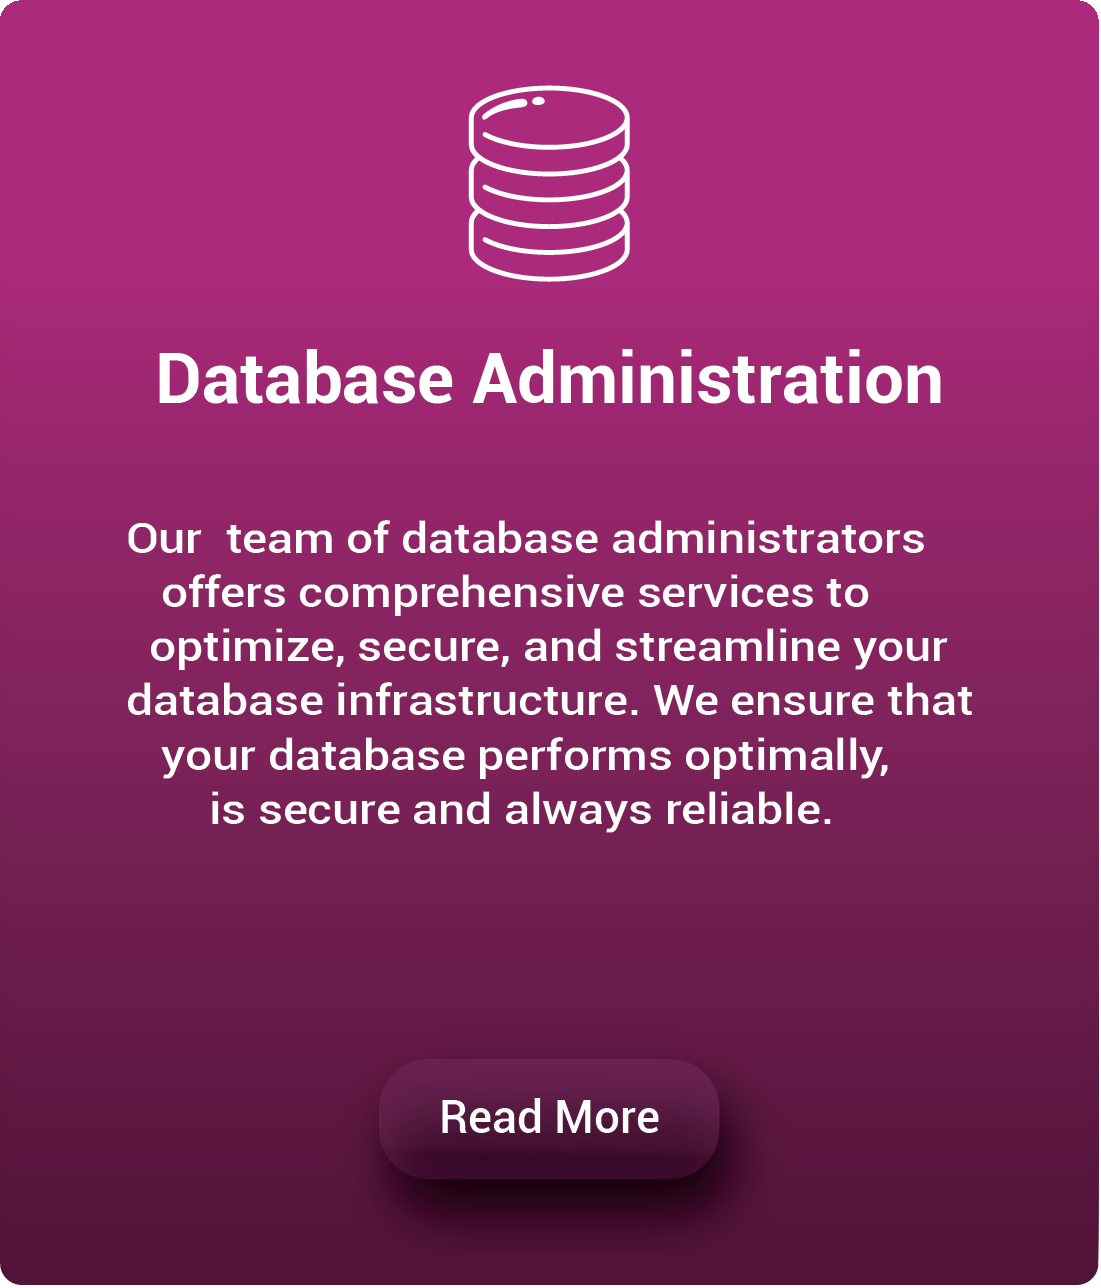 Database Administration
Our  team of database administrators
offers comprehensive services to
optimize, secure, and streamline your
database infrastructure. We ensure that
your database performs optimally,
is secure and always reliable.
Read More